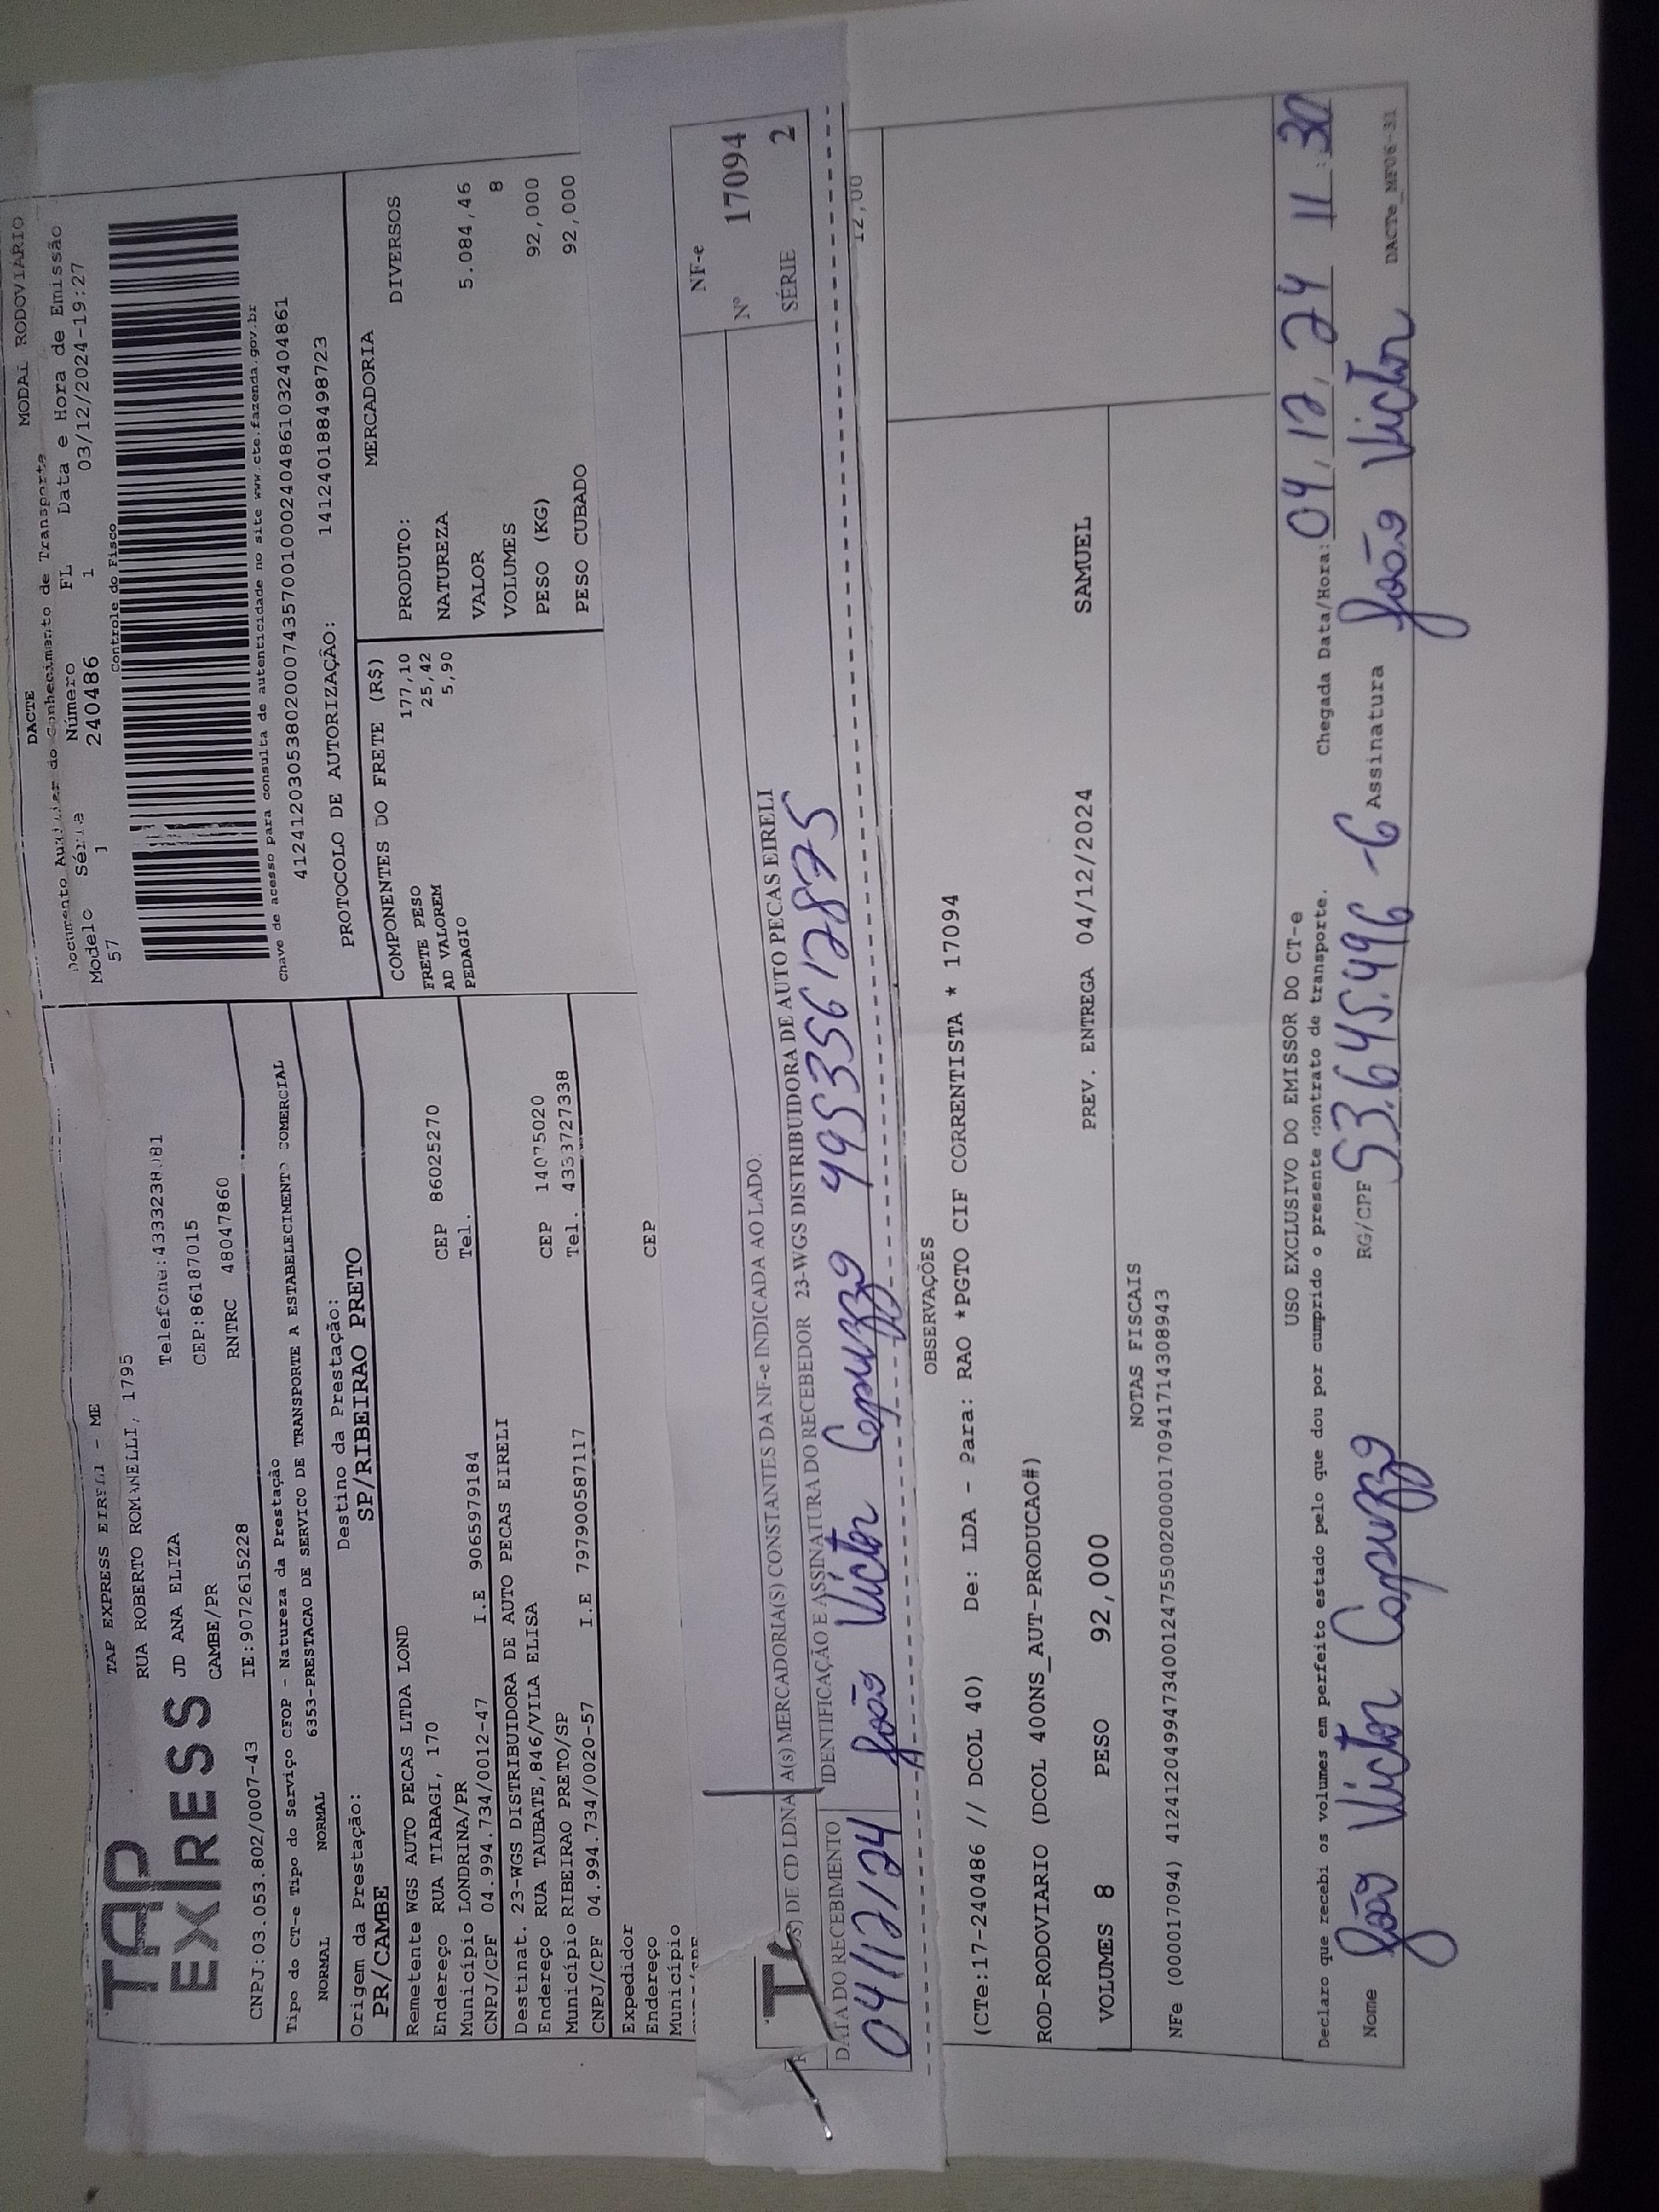 DACTE
MODAL RODOVIÁRIO
Documento Auxiliar do Conhecimento de Transporte
Modelo Série Número FL Data e Hora de Emissão
57 1 240486 1 03/12/2024-19:27
Controle do Fisco
Chave de acesso para consulta de autenticidade no site www.cte.fazenda.gov.br
41241203053802000743570010002404861032404861
PROTOCOLO DE AUTORIZAÇÃO: 141240188498723
TAP EXPRESS
TAP EXPRESS EIRELI - ME
RUA ROBERTO ROMANELLI, 1795
JD ANA ELIZA Telefone:
CAMBE/PR CEP:86187015
CNPJ:03.053.802/0007-43 IE:9072615228 RNTRC 48047860
Tipo do CT-e Tipo do Serviço CFOP - Natureza da Prestação
NORMAL NORMAL 6353-PRESTACAO DE SERVICO DE TRANSPORTE A ESTABELECIMENTO COMERCIAL
Origem da Prestação: Destino da Prestação:
PR/CAMBE SP/RIBEIRAO PRETO
Remetente WGS AUTO PECAS LTDA LOND
Endereço RUA TIABAGI, 170 CEP 86025270
Município LONDRINA/PR Tel.
CNPJ/CPF 04.994.734/0012-47 I.E 9065979184
Destinat. 23-WGS DISTRIBUIDORA DE AUTO PECAS EIRELI
Endereço RUA TAUBATE,846/VILA ELISA CEP 14075020
Município RIBEIRAO PRETO/SP Tel. 4353727338
CNPJ/CPF 04.994.734/0020-57 I.E 797900587117
Expedidor
Endereço CEP
Município
COMPONENTES DO FRETE (R$)
FRETE PESO 177,10
AD VALOREM 25,42
PEDAGIO 5,90
MERCADORIA
PRODUTO: DIVERSOS
NATUREZA
VALOR 5.084,46
VOLUMES 8
PESO (KG) 92,000
PESO CUBADO 92,000
DE CD LDNA A(s) MERCADORIA(S) CONSTANTES DA NF-e INDICADA AO LADO.
NF-e
Nº 17094
SÉRIE 2
DATA DO RECEBIMENTO IDENTIFICAÇÃO E ASSINATURA DO RECEBEDOR 23-WGS DISTRIBUIDORA DE AUTO PECAS EIRELI
04/12/24 João Victor Capuzzo 49535612875
12,00
OBSERVAÇÕES
(CTe:17-240486 // DCOL 40) De: LDA - Para: RAO *PGTO CIF CORRENTISTA * 17094
ROD-RODOVIARIO (DCOL 400NS_AUT-PRODUCAO#)
VOLUMES 8 PESO 92,000 PREV. ENTREGA 04/12/2024 SAMUEL
NOTAS FISCAIS
NFe (000017094) 41241204994734001247550020000170941714308943
USO EXCLUSIVO DO EMISSOR DO CT-e
Declaro que recebi os volumes em perfeito estado pelo que dou por cumprido o presente contrato de transporte. Chegada Data/Hora: 04/12/24 11:30
Nome João Victor Capuzzo RG/CPF 53.645.496-6 Assinatura João Victor
DACTe_MF06-31